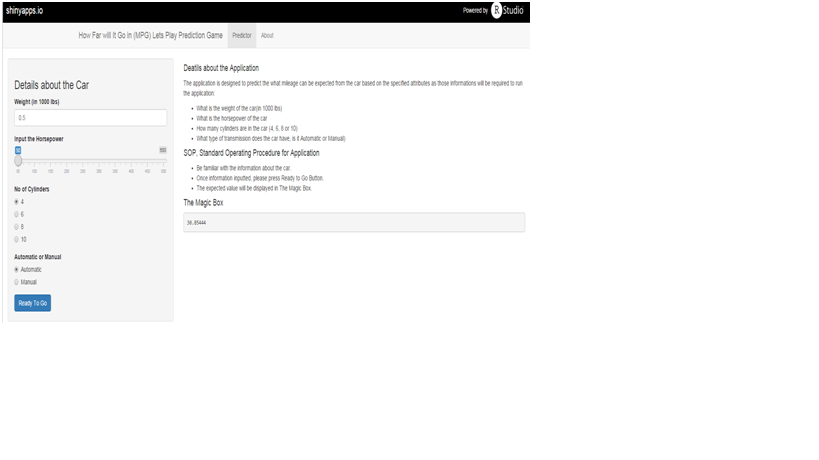 shinyapps.io
Powered by R Studio
How Far will It Go in (MPG) Lets Play Prediction Game
Predictor
About
Details about the Car
Weight (in 1000 lbs)
0.5
Input the Horsepower
50
500
50 100 150 200 250 300 350 400 450 500
No of Cylinders
4
6
8
10
Automatic or Manual
Automatic
Manual
Ready To Go
Deatils about the Application
The application is designed to predict the what mileage can be expected from the car based on the specified attributes as those informations will be required to run
the application:
What is the weight of the car(in 1000 lbs)
What is the horsepower of the car
How many cylinders are in the car (4, 6, 8 or 10)
What type of transmission does the car have, is it Automatic or Manual)
SOP, Standard Operating Procedure for Application
Be familiar with the information about the car.
Once information inputted, please press Ready to Go Button.
The expected value will be displayed in The Magic Box.
The Magic Box